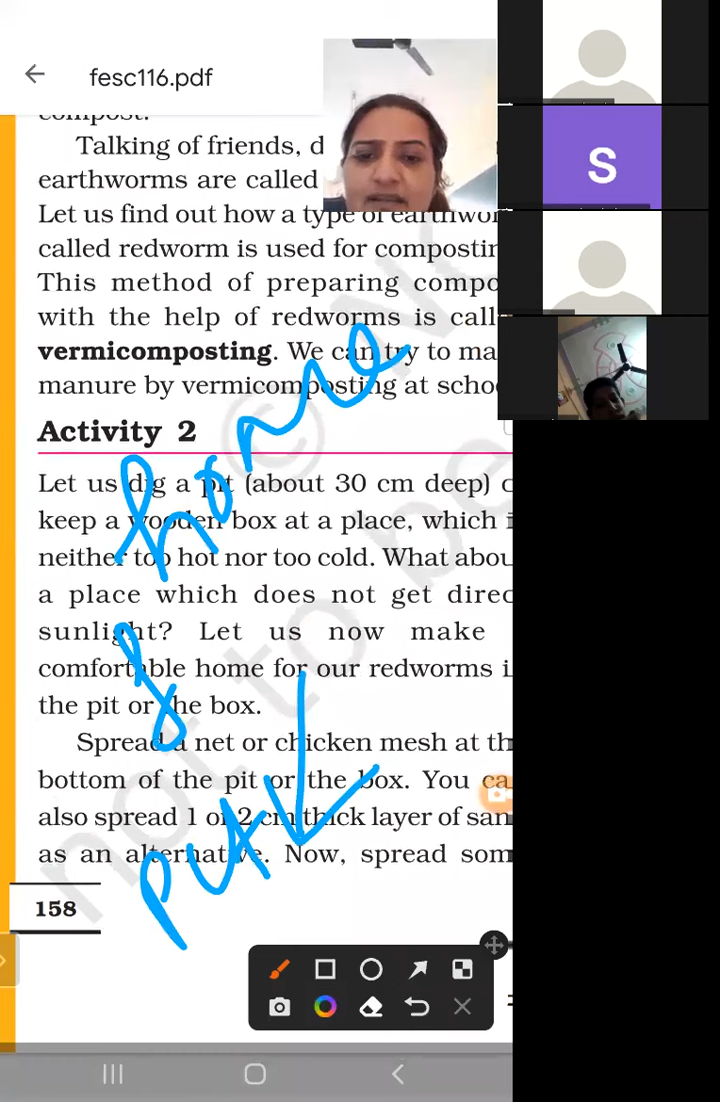 fesc116.pdf
compost.
Talking of friends, d
earthworms are called
Let us find out how a type of earthwor
called redworm is used for compostin
This method of preparing compo
with the help of redworms is call
vermicomposting. We can try to ma
manure by vermicomposting at schoo
Activity 2
Let us dig a pit (about 30 cm deep) o
keep a wooden box at a place, which i
neither too hot nor too cold. What abou
a place which does not get direc
sunlight? Let us now make
comfortable home for our redworms i
the pit or the box.
Spread a net or chicken mesh at th
bottom of the pit or the box. You ca
also spread 1 or 2 cm thick layer of san
as an alternative. Now, spread som
158
S
home
pit
© 
not to be